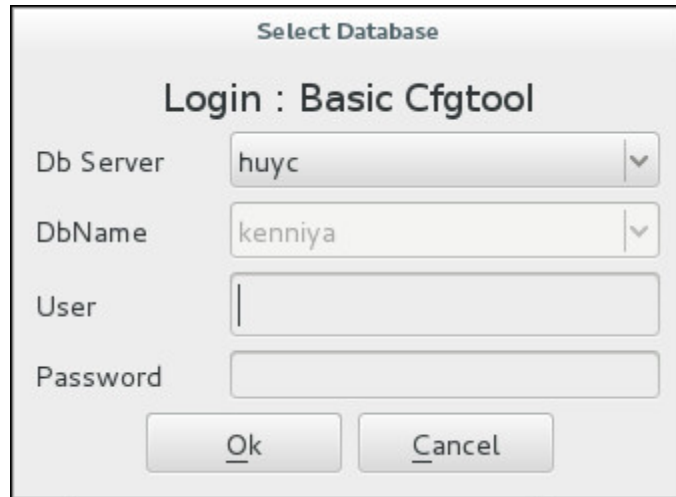 Select Database
Login : Basic Cfgtool
Db Server huyc
DbName kenniya
User
Password
Ok Cancel